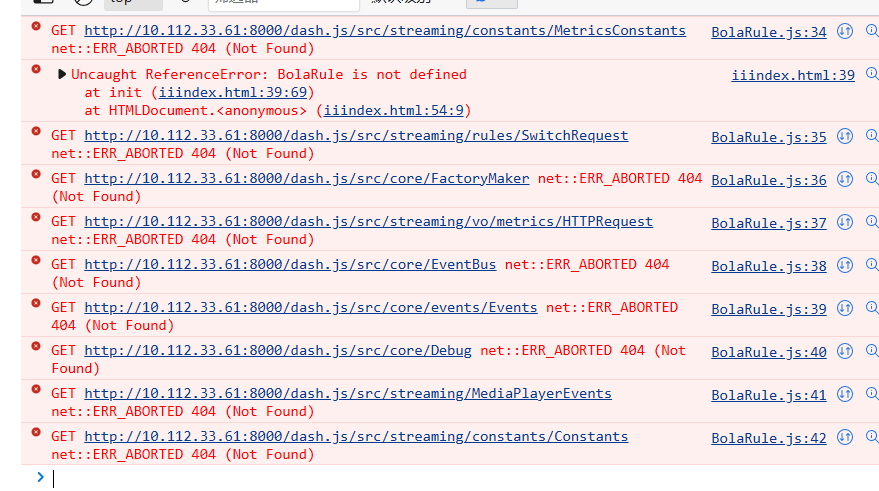 GET http://10.112.33.61:8000/dash.js/src/streaming/constants/MetricsConstants BolaRule.js:34
net::ERR_ABORTED 404 (Not Found)
Uncaught ReferenceError: BolaRule is not defined iiindex.html:39
at init (iiindex.html:39:69)
at HTMLDocument.<anonymous> (iiindex.html:54:9)
GET http://10.112.33.61:8000/dash.js/src/streaming/rules/SwitchRequest BolaRule.js:35
net::ERR_ABORTED 404 (Not Found)
GET http://10.112.33.61:8000/dash.js/src/core/FactoryMaker net::ERR_ABORTED 404 BolaRule.js:36
(Not Found)
GET http://10.112.33.61:8000/dash.js/src/streaming/vo/metrics/HTTPRequest BolaRule.js:37
net::ERR_ABORTED 404 (Not Found)
GET http://10.112.33.61:8000/dash.js/src/core/EventBus net::ERR_ABORTED 404 BolaRule.js:38
(Not Found)
GET http://10.112.33.61:8000/dash.js/src/core/events/Events net::ERR_ABORTED BolaRule.js:39
404 (Not Found)
GET http://10.112.33.61:8000/dash.js/src/core/Debug net::ERR_ABORTED 404 (Not BolaRule.js:40
Found)
GET http://10.112.33.61:8000/dash.js/src/streaming/MediaPlayerEvents BolaRule.js:41
net::ERR_ABORTED 404 (Not Found)
GET http://10.112.33.61:8000/dash.js/src/streaming/constants/Constants BolaRule.js:42
net::ERR_ABORTED 404 (Not Found)